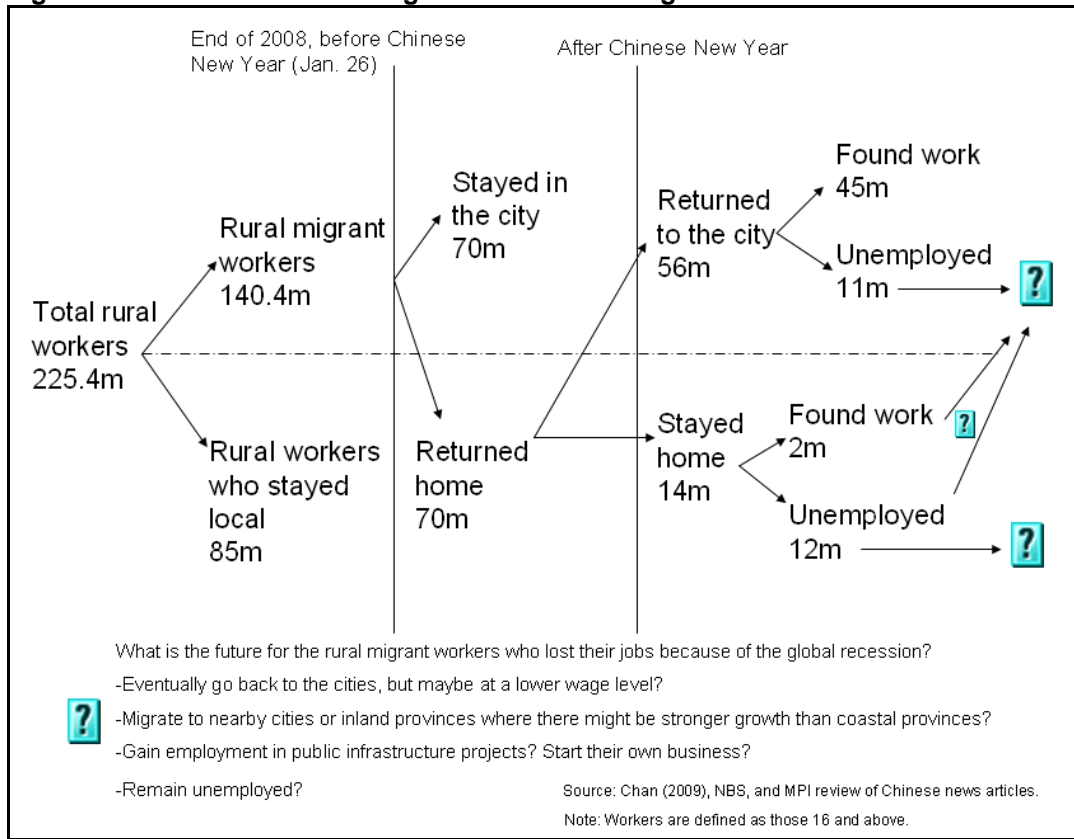 End of 2008, before Chinese
New Year (Jan. 26)
After Chinese New Year
Total rural
workers
225.4m
Rural migrant
workers
140.4m
Rural workers
who stayed
local
85m
Stayed in
the city
70m
Returned
home
70m
Returned
to the city
56m
Stayed
home
14m
Found work
45m
Unemployed
11m
?
Found work
2m
?
Unemployed
12m
?
What is the future for the rural migrant workers who lost their jobs because of the global recession?
-Eventually go back to the cities, but maybe at a lower wage level?
?
-Migrate to nearby cities or inland provinces where there might be stronger growth than coastal provinces?
-Gain employment in public infrastructure projects? Start their own business?
-Remain unemployed?
Source: Chan (2009), NBS, and MPI review of Chinese news articles.
Note: Workers are defined as those 16 and above.